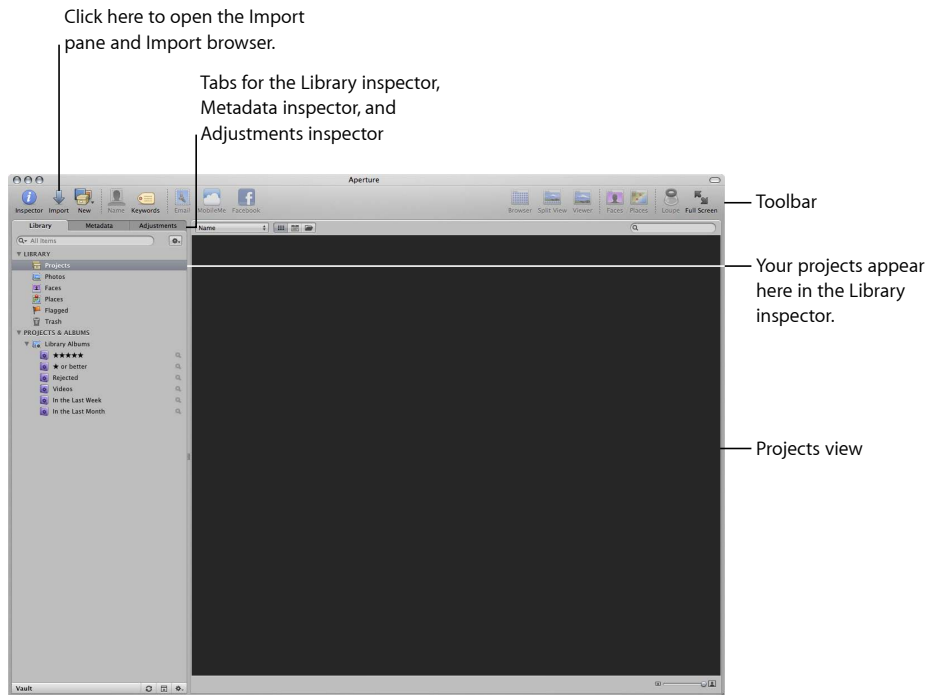 Click here to open the Import
pane and Import browser.
Tabs for the Library inspector,
Metadata inspector, and
Adjustments inspector
Aperture
Inspector Import New Name Keywords Email MobileMe Facebook Browser Split View Viewer Faces Places Loupe Full Screen
Toolbar
Library Metadata Adjustments Name
All Items
LIBRARY
Projects
Your projects appear
here in the Library
inspector.
Photos
Faces
Places
Flagged
Trash
PROJECTS & ALBUMS
Library Albums
★★★★★
★ or better
Rejected
Videos
In the Last Week
In the Last Month
Projects view
Vault